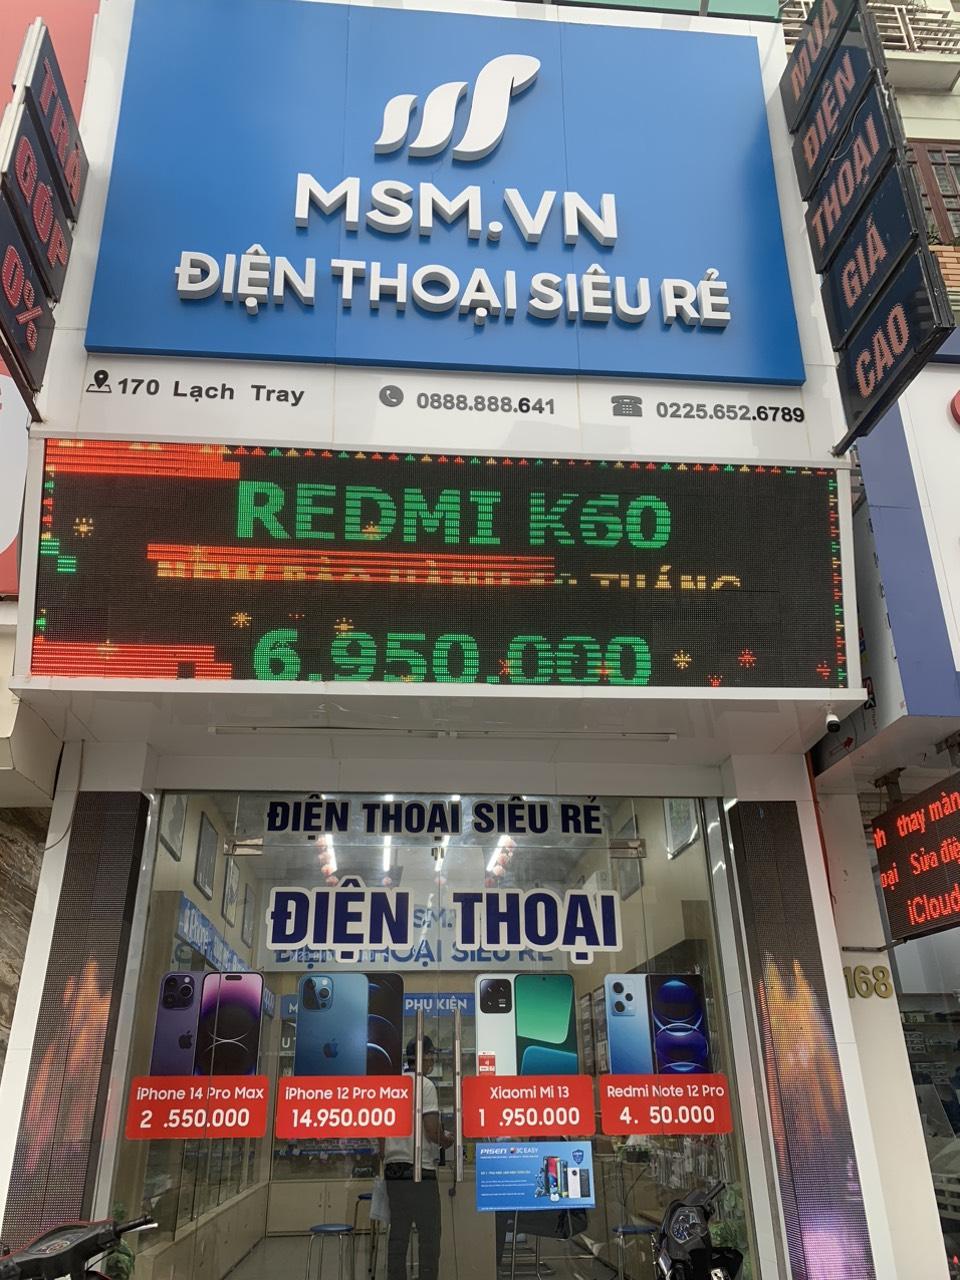 MSM.VN
ĐIỆN THOẠI SIÊU RẺ
TRẢ
GÓP
0%
MUA
ĐIỆN
THOẠI
GIÁ
CAO
170 Lạch Tray
0888.888.641
0225.652.6789
REDMI K60
6.950.000
ĐIỆN THOẠI SIÊU RẺ
ĐIỆN THOẠI
PHỤ KIỆN
iPhone 14 Pro Max
2 .550.000
iPhone 12 Pro Max
14.950.000
Xiaomi Mi 13
1 .950.000
Redmi Note 12 Pro
4. 50.000
PISEN 3C EASY
thay màn
Sửa điệ
iCloud
168